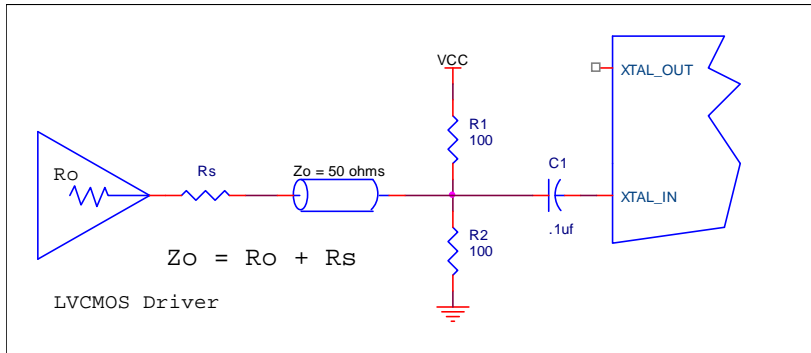 VCC
XTAL_OUT
R1
100
Ro
Rs
Zo = 50 ohms
C1
XTAL_IN
.1uf
R2
100
Zo = Ro + Rs
LVCMOS Driver